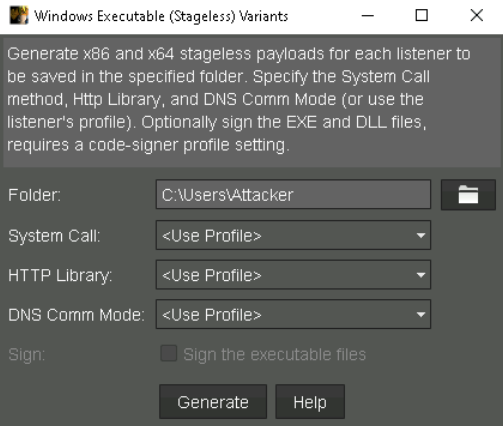 Windows Executable (Stageless) Variants
Generate x86 and x64 stageless payloads for each listener to
be saved in the specified folder. Specify the System Call
method, Http Library, and DNS Comm Mode (or use the
listener's profile). Optionally sign the EXE and DLL files,
requires a code-signer profile setting.
Folder: C:\Users\Attacker
System Call: <Use Profile>
HTTP Library: <Use Profile>
DNS Comm Mode: <Use Profile>
Sign: Sign the executable files
Generate Help